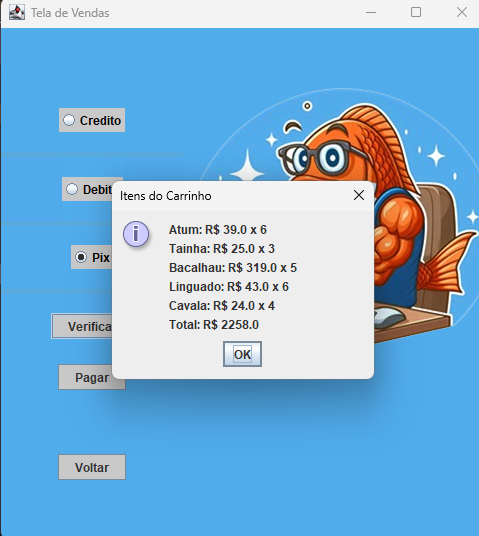 Tela de Vendas
Credito
Debit
Itens do Carrinho
Atum: R$ 39.0 x 6
Tainha: R$ 25.0 x 3
Bacalhau: R$ 319.0 x 5
Linguado: R$ 43.0 x 6
Cavala: R$ 24.0 x 4
Total: R$ 2258.0
OK
Pix
Verifica
Pagar
Voltar